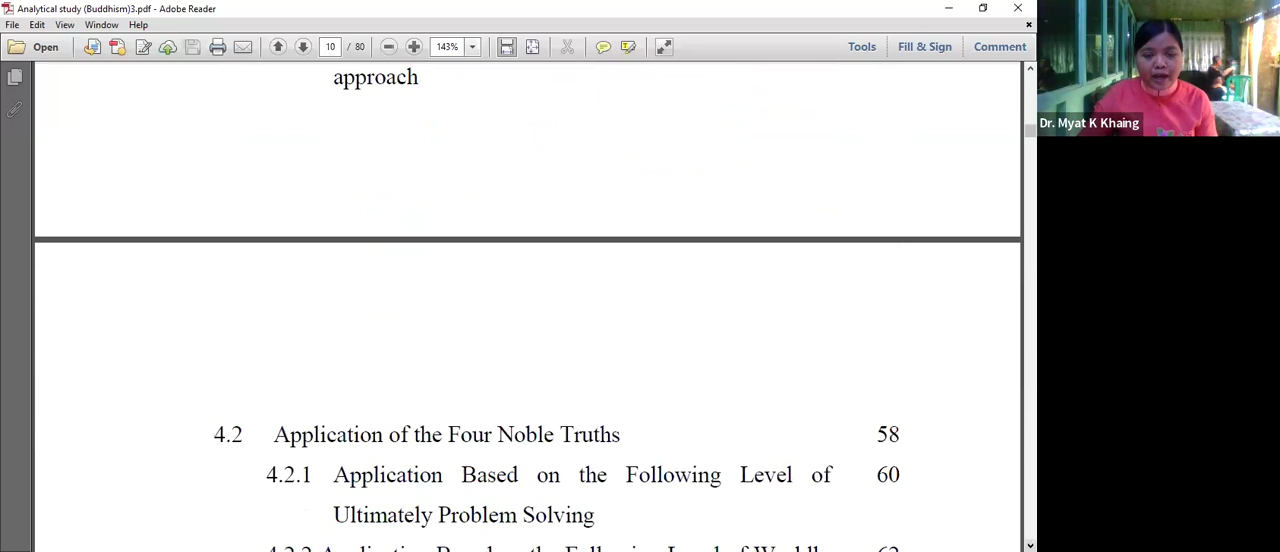 Analytical study (Buddhism)3.pdf - Adobe Reader
File Edit View Window Help
Open 10 / 80 143% Tools Fill & Sign Comment
Dr. Myat K Khaing
approach
4.2 Application of the Four Noble Truths 58
4.2.1 Application Based on the Following Level of 60
Ultimately Problem Solving